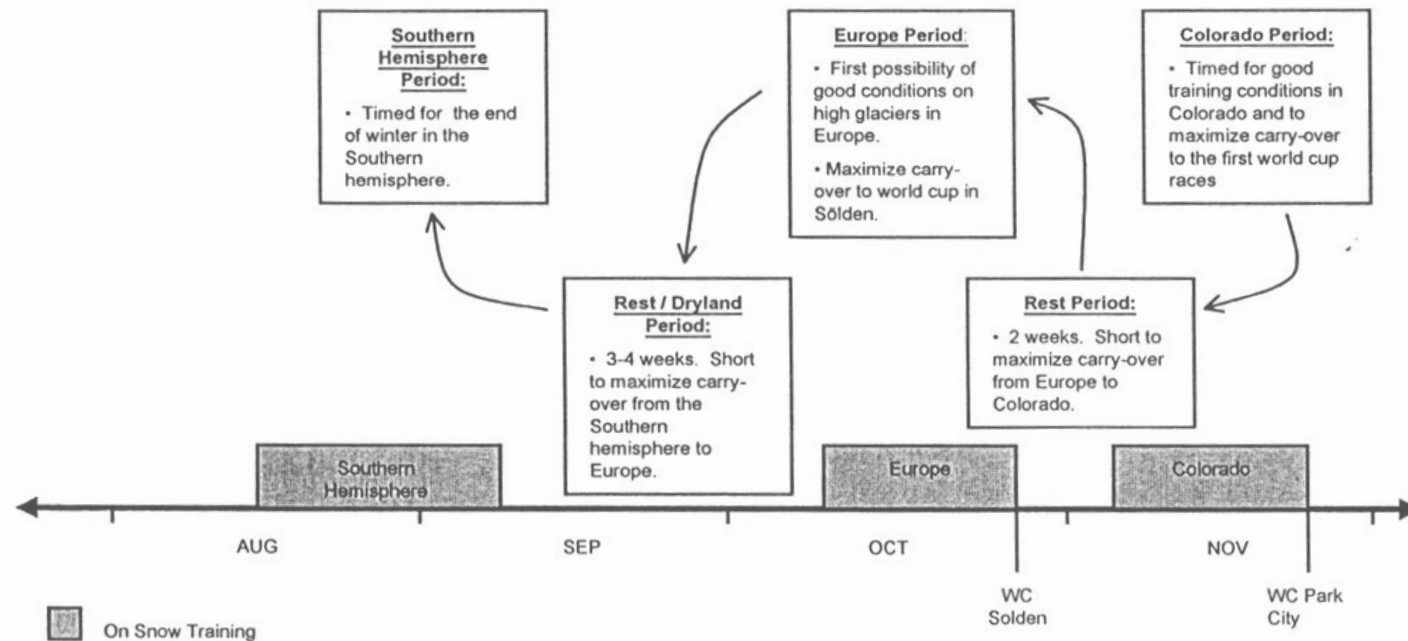 Southern
Hemisphere
Period:
• Timed for the end
of winter in the
Southern
hemisphere.
Europe Period:
• First possibility of
good conditions on
high glaciers in
Europe.
• Maximize carry-
over to world cup in
Sölden.
Colorado Period:
• Timed for good
training conditions in
Colorado and to
maximize carry-over
to the first world cup
races
Rest / Dryland
Period:
• 3-4 weeks. Short
to maximize carry-
over from the
Southern
hemisphere to
Europe.
Rest Period:
• 2 weeks. Short to
maximize carry-over
from Europe to
Colorado.
Southern
Hemisphere
Europe
Colorado
AUG
SEP
OCT
NOV
WC
Solden
WC Park
City
On Snow Training